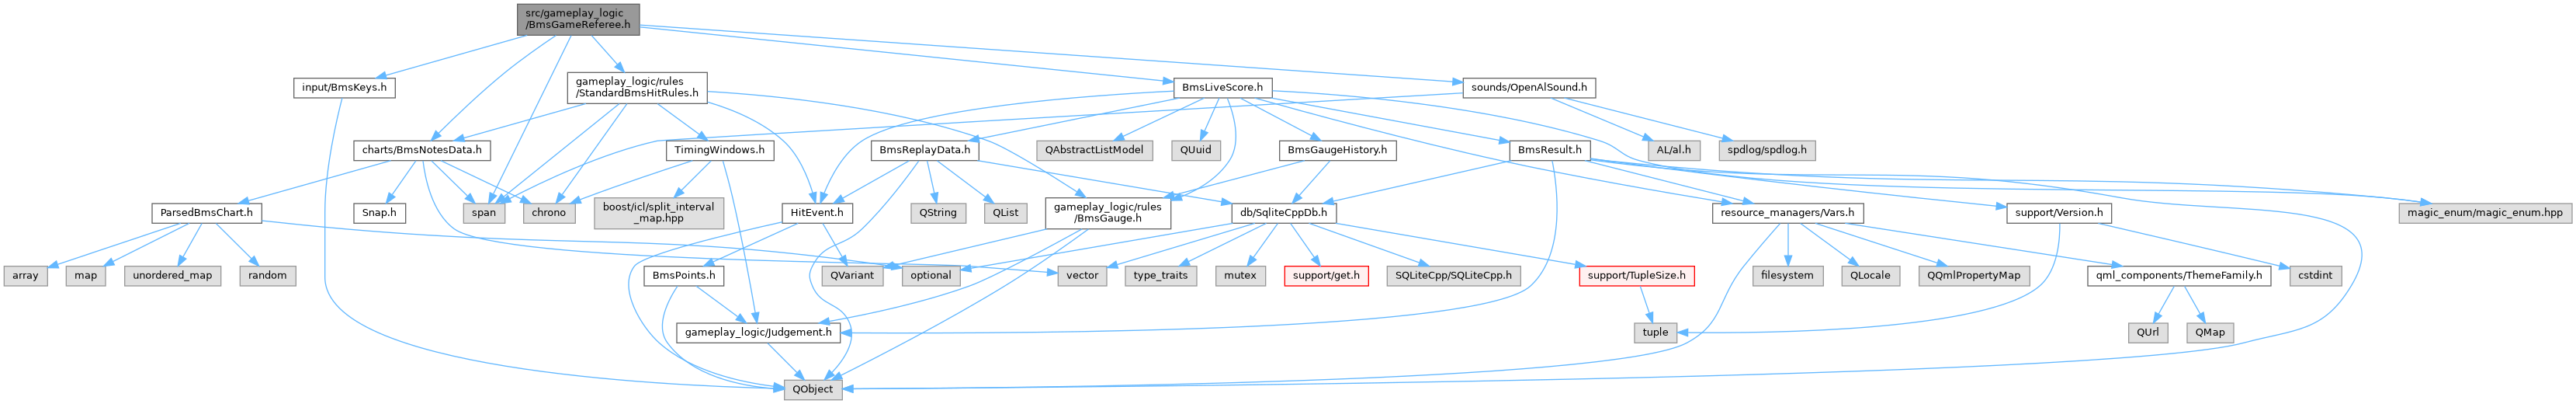 src/gameplay_logic
/BmsGameReferee.h
input/BmsKeys.h
gameplay_logic/rules
/StandardBmsHitRules.h
BmsLiveScore.h
sounds/OpenAlSound.h
charts/BmsNotesData.h
TimingWindows.h
BmsReplayData.h
QAbstractListModel
QUuid
BmsGaugeHistory.h
BmsResult.h
AL/al.h
spdlog/spdlog.h
ParsedBmsChart.h
Snap.h
span
chrono
boost/icl/split_interval
_map.hpp
HitEvent.h
QString
QList
gameplay_logic/rules
/BmsGauge.h
db/SqliteCppDb.h
resource_managers/Vars.h
support/Version.h
magic_enum/magic_enum.hpp
array
map
unordered_map
random
BmsPoints.h
QVariant
optional
vector
type_traits
mutex
support/get.h
SQLiteCpp/SQLiteCpp.h
support/TupleSize.h
filesystem
QLocale
QQmlPropertyMap
qml_components/ThemeFamily.h
cstdint
gameplay_logic/Judgement.h
tuple
QUrl
QMap
QObject